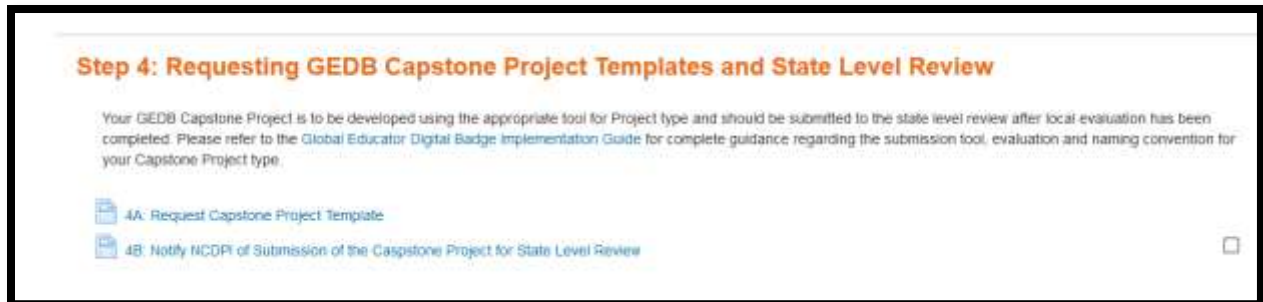 Step 4: Requesting GEDB Capstone Project Templates and State Level Review
Your GEDB Capstone Project is to be developed using the appropriate tool for Project type and should be submitted to the state level review after local evaluation has been
completed. Please refer to the Global Educator Digital Badge Implementation Guide for complete guidance regarding the submission tool, evaluation and naming convention for
your Capstone Project type.
4A: Request Capstone Project Template
4B: Notify NCDPI of Submission of the Caspstone Project for State Level Review